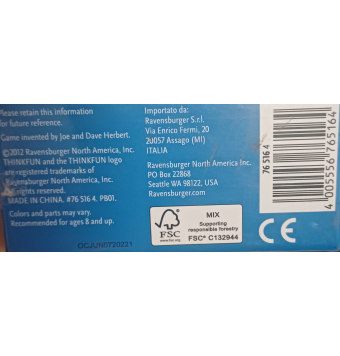 Please retain this information
for future reference.
Game invented by Joe and Dave Herbert.
©2012 Ravensburger North America, Inc.
THINKFUN and the THINKFUN logo
are registered trademarks of
Ravensburger North America, Inc.
MADE IN CHINA. #76 516 4. PB01.
Colors and parts may vary.
Recommended for ages 8 and up.
OCJUN0720221
Importato da:
Ravensburger S.r.l.
Via Enrico Fermi, 20
20057 Assago (MI)
ITALIA
Ravensburger North America, Inc.
PO Box 22868
Seattle WA 98122, USA
Ravensburger.com
FSC
www.fsc.org
MIX
Supporting
responsible forestry
FSC® C132944
76 516 4
4 005556 765164
CE